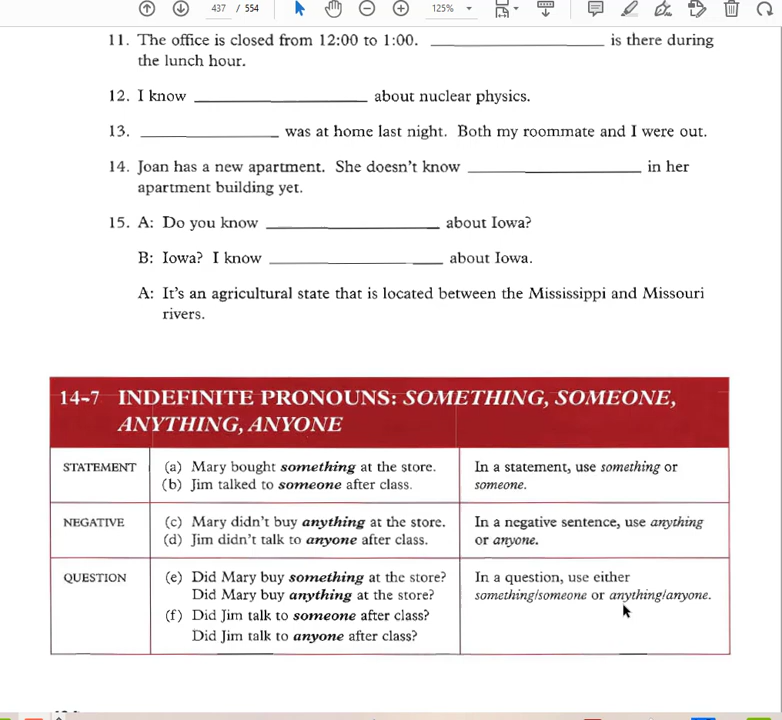 437 / 554 125%
11. The office is closed from 12:00 to 1:00. ____________________ is there during
the lunch hour.
12. I know ____________________ about nuclear physics.
13. ________________ was at home last night. Both my roommate and I were out.
14. Joan has a new apartment. She doesn't know ____________________ in her
apartment building yet.
15. A: Do you know ____________________ about Iowa?
B: Iowa? I know ____________________ about Iowa.
A: It's an agricultural state that is located between the Mississippi and Missouri
rivers.
14-7 INDEFINITE PRONOUNS: SOMETHING, SOMEONE,
ANYTHING, ANYONE
STATEMENT (a) Mary bought something at the store. In a statement, use something or
(b) Jim talked to someone after class. someone.
NEGATIVE (c) Mary didn't buy anything at the store. In a negative sentence, use anything
(d) Jim didn't talk to anyone after class. or anyone.
QUESTION (e) Did Mary buy something at the store? In a question, use either
Did Mary buy anything at the store? something/someone or anything/anyone.
(f) Did Jim talk to someone after class?
Did Jim talk to anyone after class?